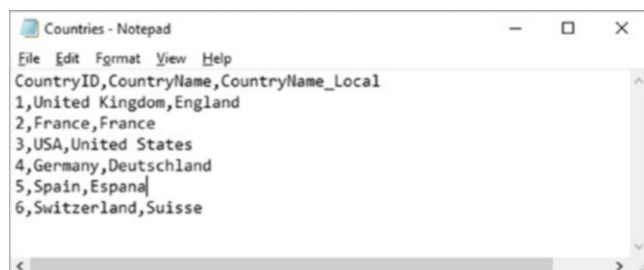 Countries - Notepad
File Edit Format View Help
CountryID,CountryName,CountryName_Local
1,United Kingdom,England
2,France,France
3,USA,United States
4,Germany,Deutschland
5,Spain,Espana
6,Switzerland,Suisse